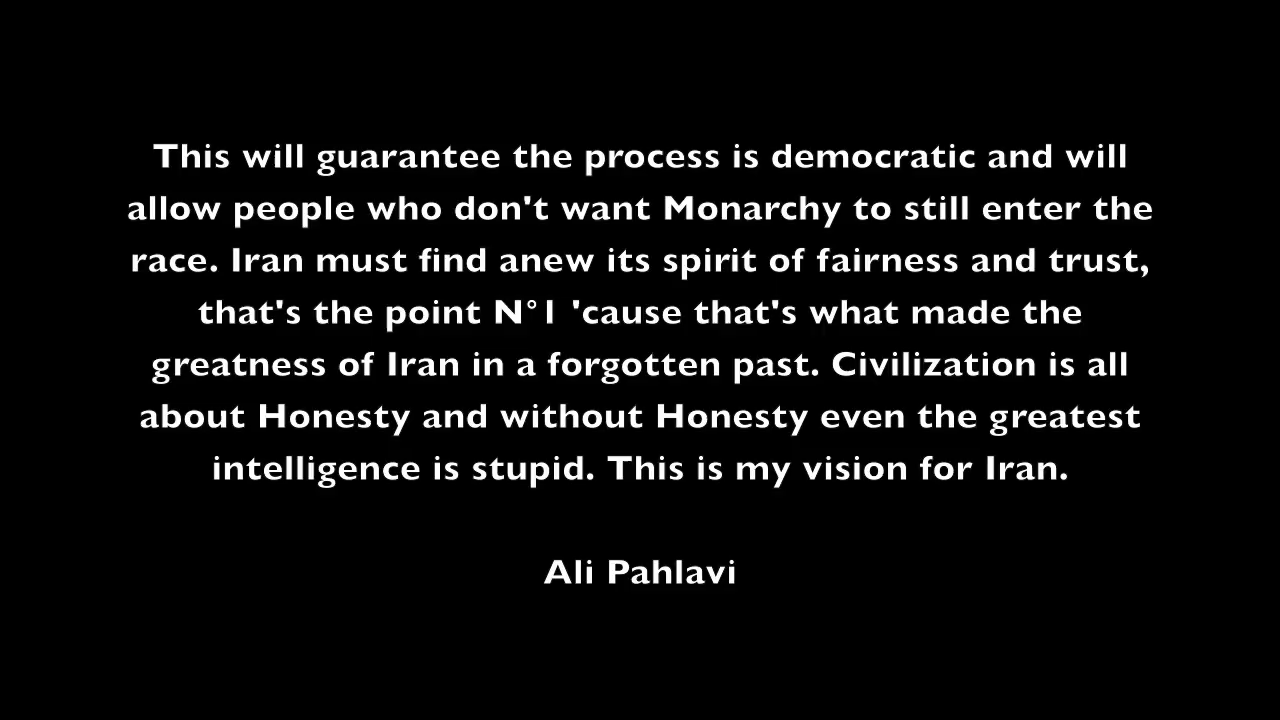 This will guarantee the process is democratic and will
allow people who don't want Monarchy to still enter the
race. Iran must find anew its spirit of fairness and trust,
that's the point N°1 'cause that's what made the
greatness of Iran in a forgotten past. Civilization is all
about Honesty and without Honesty even the greatest
intelligence is stupid. This is my vision for Iran.
Ali Pahlavi